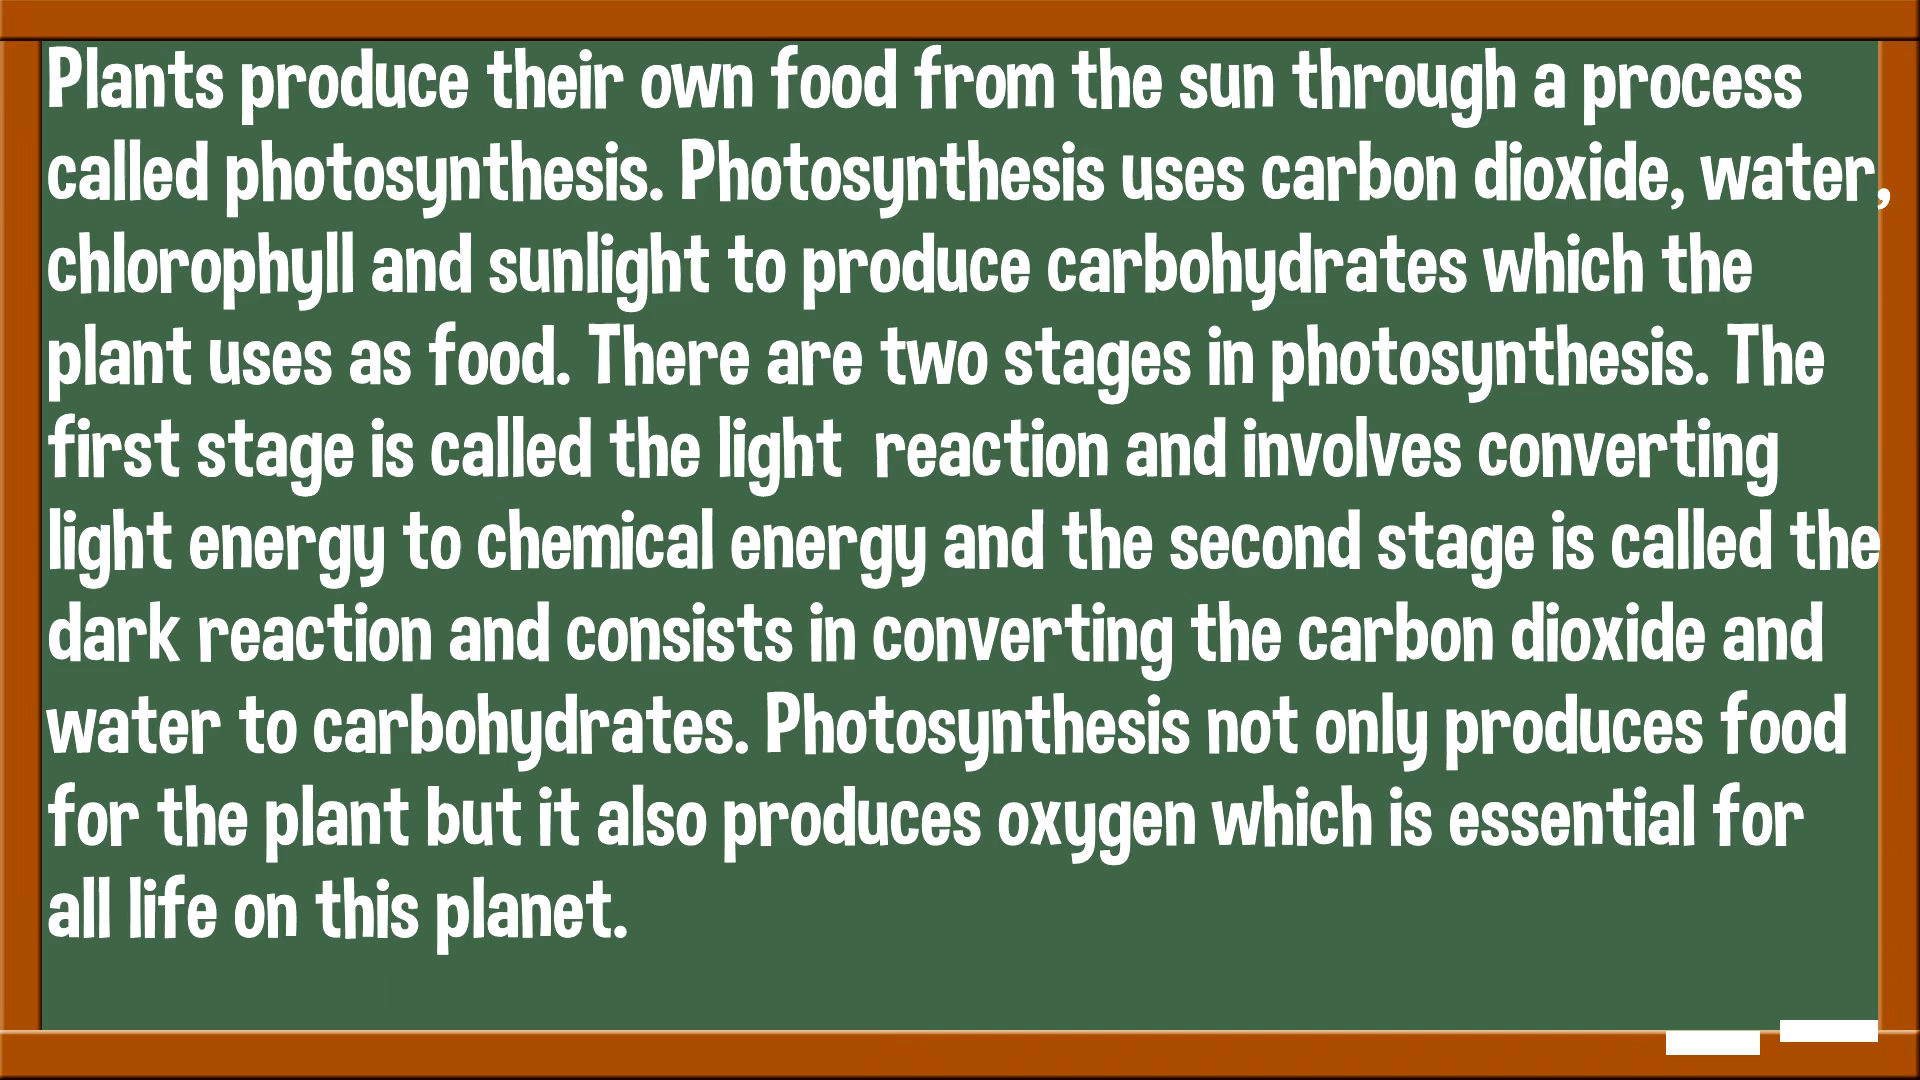 Plants produce their own food from the sun through a process
called photosynthesis. Photosynthesis uses carbon dioxide, water,
chlorophyll and sunlight to produce carbohydrates which the
plant uses as food. There are two stages in photosynthesis. The
first stage is called the light  reaction and involves converting
light energy to chemical energy and the second stage is called the
dark reaction and consists in converting the carbon dioxide and
water to carbohydrates. Photosynthesis not only produces food
for the plant but it also produces oxygen which is essential for
all life on this planet.